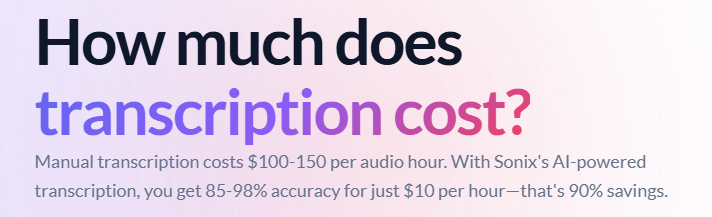 How much does
transcription cost?
Manual transcription costs $100-150 per audio hour. With Sonix's AI-powered
transcription, you get 85-98% accuracy for just $10 per hour—that's 90% savings.